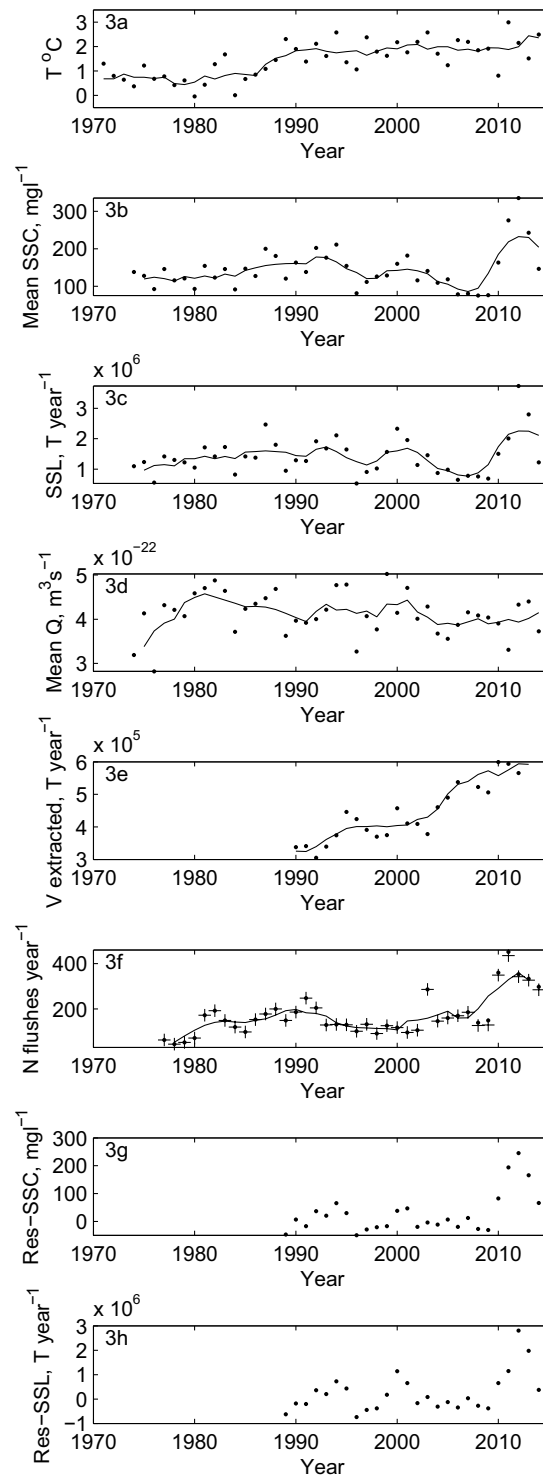 3a
T °C
3
2
1
0
1970 1980 1990 2000 2010
Year
3b
Mean SSC, mgl⁻¹
300
200
100
1970 1980 1990 2000 2010
Year
x 10⁶
3c
SSL, T year⁻¹
3
2
1
1970 1980 1990 2000 2010
Year
x 10⁻²²
3d
Mean Q, m³s⁻¹
5
4
3
1970 1980 1990 2000 2010
Year
x 10⁵
3e
V extracted, T year⁻¹
6
5
4
3
1970 1980 1990 2000 2010
Year
3f
N flushes year⁻¹
400
200
1970 1980 1990 2000 2010
Year
3g
Res−SSC, mgl⁻¹
300
200
100
0
1970 1980 1990 2000 2010
Year
x 10⁶
3h
Res−SSL, T year⁻¹
3
2
1
0
−1
1970 1980 1990 2000 2010
Year